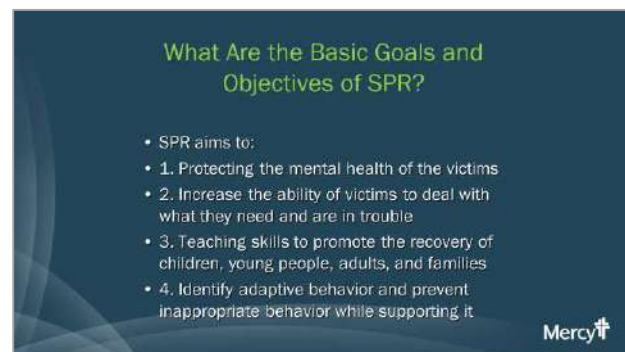 What Are the Basic Goals and
Objectives of SPR?
• SPR aims to:
• 1. Protecting the mental health of the victims
• 2. Increase the ability of victims to deal with
what they need and are in trouble
• 3. Teaching skills to promote the recovery of
children, young people, adults, and families
• 4. Identify adaptive behavior and prevent
inappropriate behavior while supporting it
Mercy